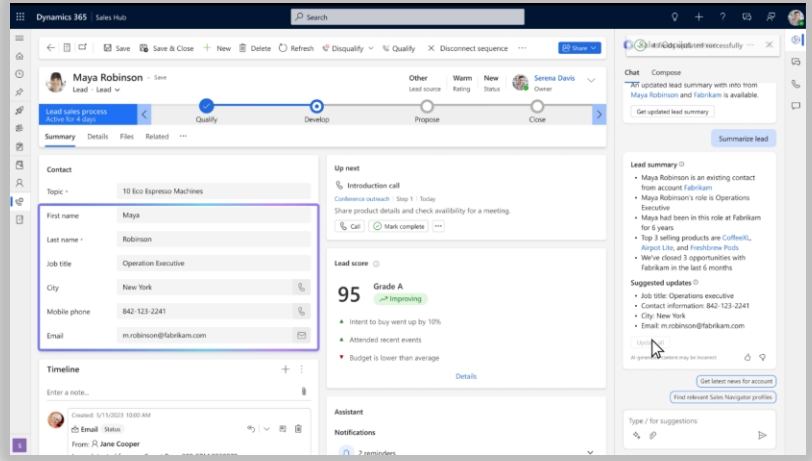 Dynamics 365 Sales Hub
Search
Save Save & Close New Delete Refresh Disqualify Qualify Disconnect sequence Share
Maya Robinson - Save
Lead · Lead
Other
Lead source
Warm
Rating
New
Status
Serena Davis
Owner
Lead sales process
Active for 4 days
Qualify Develop Propose Close
Summary Details Files Related
Contact
Topic * 10 Eco Espresso Machines
First name Maya
Last name * Robinson
Job title Operation Executive
City New York
Mobile phone 842-123-2241
Email m.robinson@fabrikam.com
Timeline
Enter a note...
Created: 5/11/2023 10:00 AM
Email Status
From: Jane Cooper
Up next
Introduction call
Conference outreach Step 1 Today
Share product details and check availibility for a meeting.
Call Mark complete
Lead score
95 Grade A
Improving
Intent to buy went up by 10%
Attended recent events
Budget is lower than average
Details
Assistant
Notifications
2 reminders
successfully
Chat Compose
An updated lead summary with info from
Maya Robinson and Fabrikam is available.
Get updated lead summary
Summarize lead
Lead summary
• Maya Robinson is an existing contact
from account Fabrikam
• Maya Robinson's role is Operations
Executive
• Maya had been in this role at Fabrikam
for 6 years
• Top 3 selling products are CoffeeXL,
Airpot Lite, and Freshbrew Pods
• We've closed 3 opportunities with
Fabrikam in the last 6 months
Suggested updates
• Job title: Operations executive
• Contact information: 842-123-2241
• City: New York
• Email: m.robinson@fabrikam.com
AI-generated content may be incorrect
Get latest news for account
Find relevant Sales Navigator profiles
Type / for suggestions
S